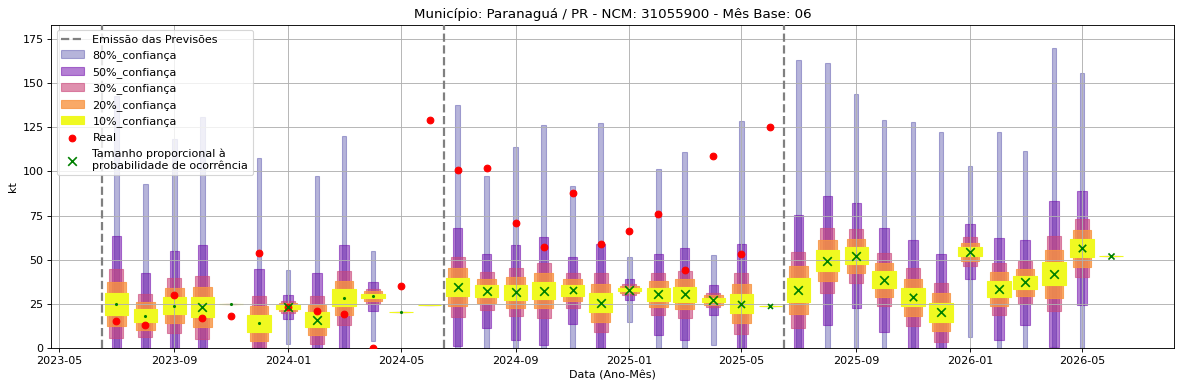 Município: Paranaguá / PR - NCM: 31055900 - Mês Base: 06
Emissão das Previsões
80%_confiança
50%_confiança
30%_confiança
20%_confiança
10%_confiança
Real
Tamanho proporcional à
probabilidade de ocorrência
kt
175
150
125
100
75
50
25
0
2023-05 2023-09 2024-01 2024-05 2024-09 2025-01 2025-05 2025-09 2026-01 2026-05
Data (Ano-Mês)